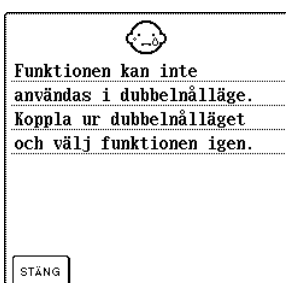 Funktionen kan inte
användas i dubbelnålläge.
Koppla ur dubbelnålläget
och välj funktionen igen.
STÄNG